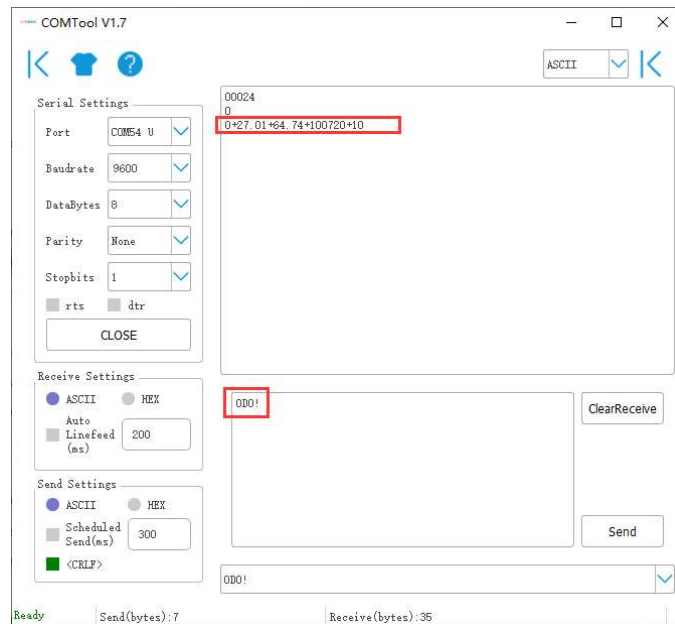 COMTool V1.7
ASCII
Serial Settings
Port COM54 U
Baudrate 9600
DataBytes 8
Parity None
Stopbits 1
rts dtr
CLOSE
00024
0
0+27.01+64.74+100720+10
Receive Settings
ASCII HEX
Auto
Linefeed
(ms)
200
0D0!
ClearReceive
Send Settings
ASCII HEX
Scheduled
Send(ms)
300
<CRLF>
Send
0D0!
Ready Send(bytes):7 Receive(bytes):35